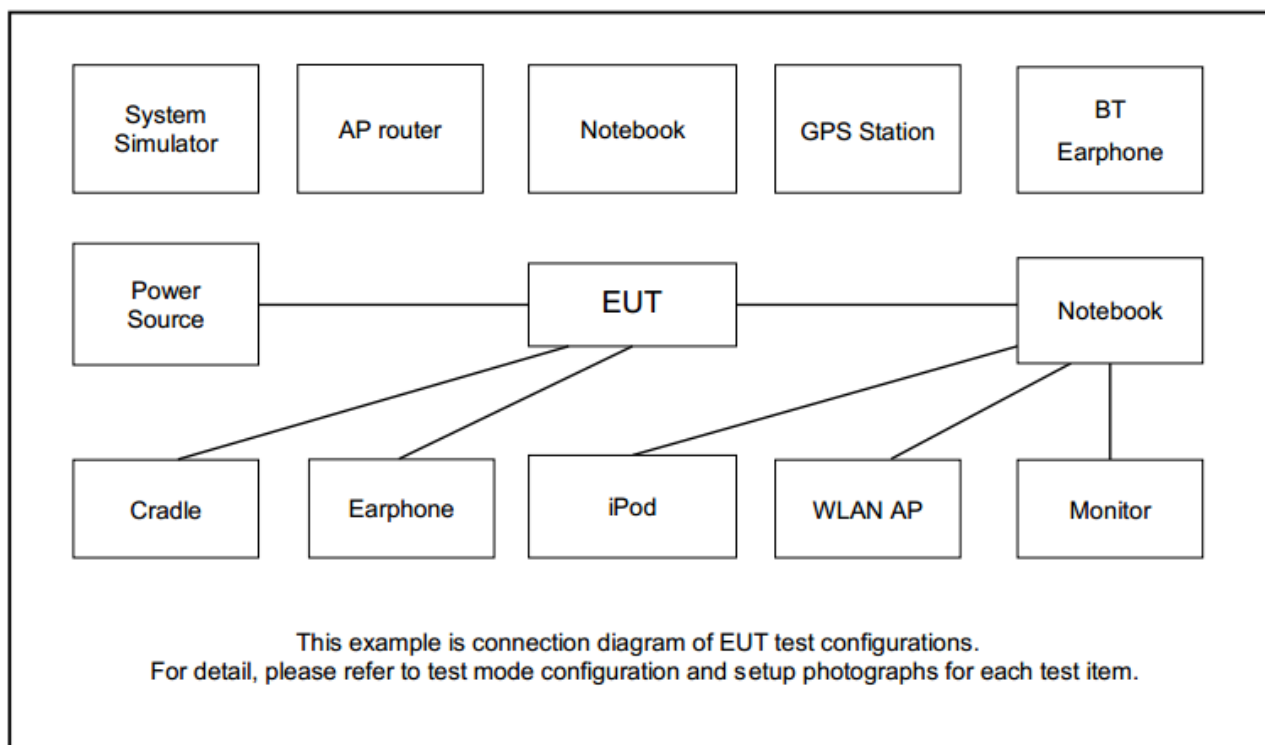 System
Simulator
AP router
Notebook
GPS Station
BT
Earphone
Power
Source
EUT
Notebook
Cradle
Earphone
iPod
WLAN AP
Monitor
This example is connection diagram of EUT test configurations.
For detail, please refer to test mode configuration and setup photographs for each test item.